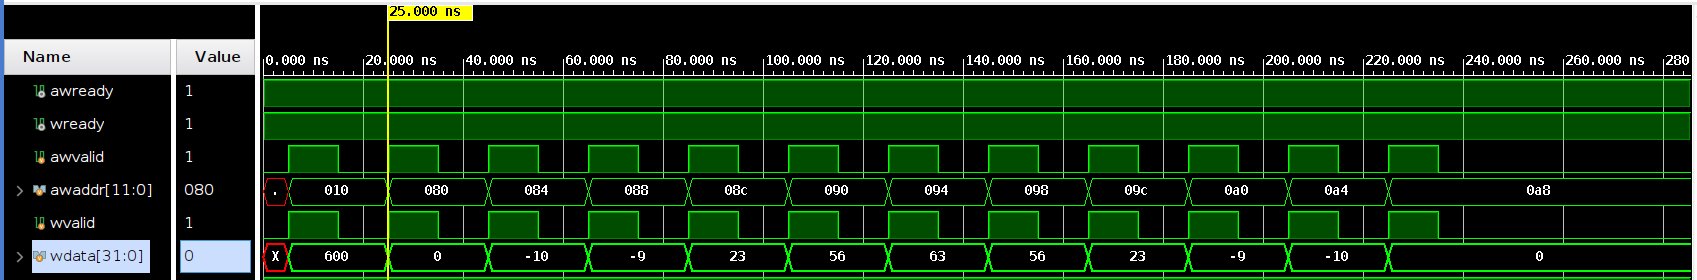 25.000 ns
Name Value
0.000 ns 20.000 ns 40.000 ns 60.000 ns 80.000 ns 100.000 ns 120.000 ns 140.000 ns 160.000 ns 180.000 ns 200.000 ns 220.000 ns 240.000 ns 260.000 ns 280
awready 1
wready 1
awvalid 1
awaddr[11:0] 080 . 010 080 084 088 08c 090 094 098 09c 0a0 0a4 0a8
wvalid 1
wdata[31:0] 0 X 600 0 -10 -9 23 56 63 56 23 -9 -10 0